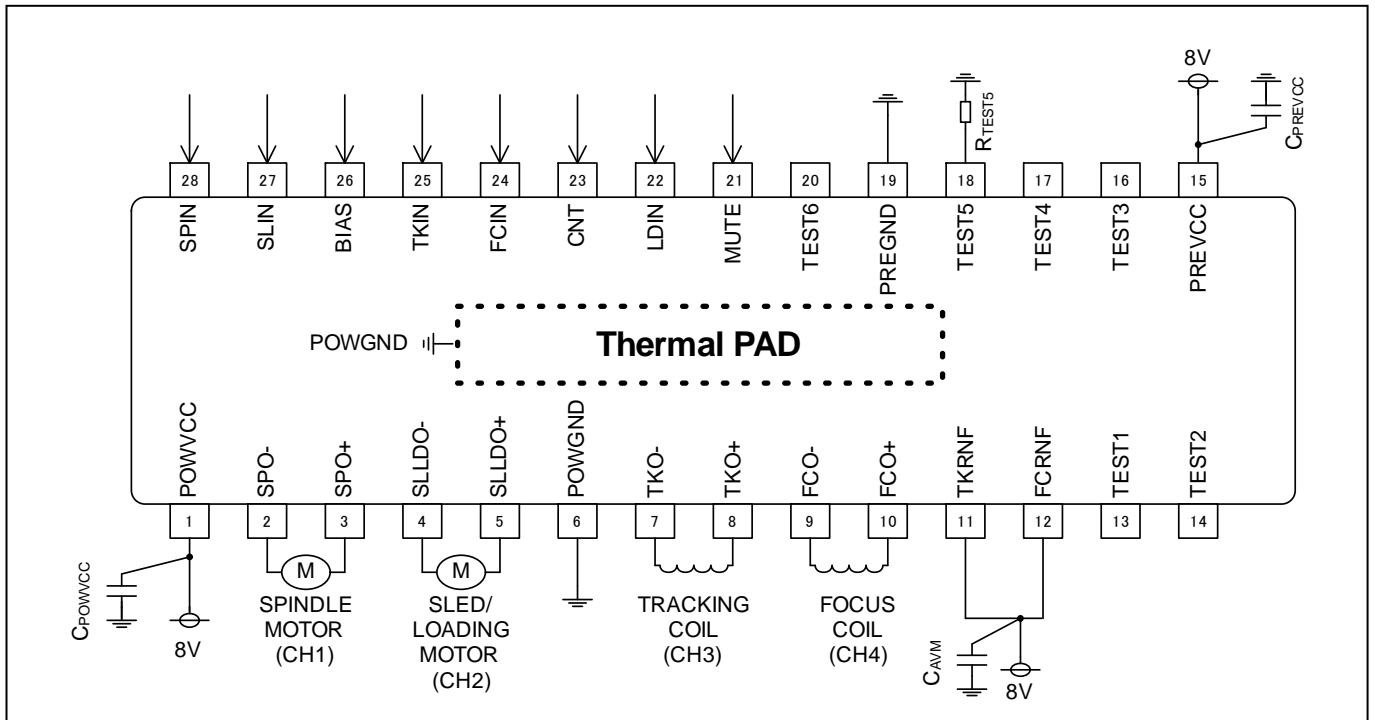 8V
CPREVCC
RTEST5
28 27 26 25 24 23 22 21 20 19 18 17 16 15
SPIN
SLIN
BIAS
TKIN
FCIN
CNT
LDIN
MUTE
TEST6
PREGND
TEST5
TEST4
TEST3
PREVCC
POWGND
Thermal PAD
POWVCC
SPO-
SPO+
SLLDO-
SLLDO+
POWGND
TKO-
TKO+
FCO-
FCO+
TKRNF
FCRNF
TEST1
TEST2
1 2 3 4 5 6 7 8 9 10 11 12 13 14
CPOWVCC
8V
M
SPINDLE
MOTOR
(CH1)
M
SLED/
LOADING
MOTOR
(CH2)
TRACKING
COIL
(CH3)
FOCUS
COIL
(CH4)
CAVM
8V